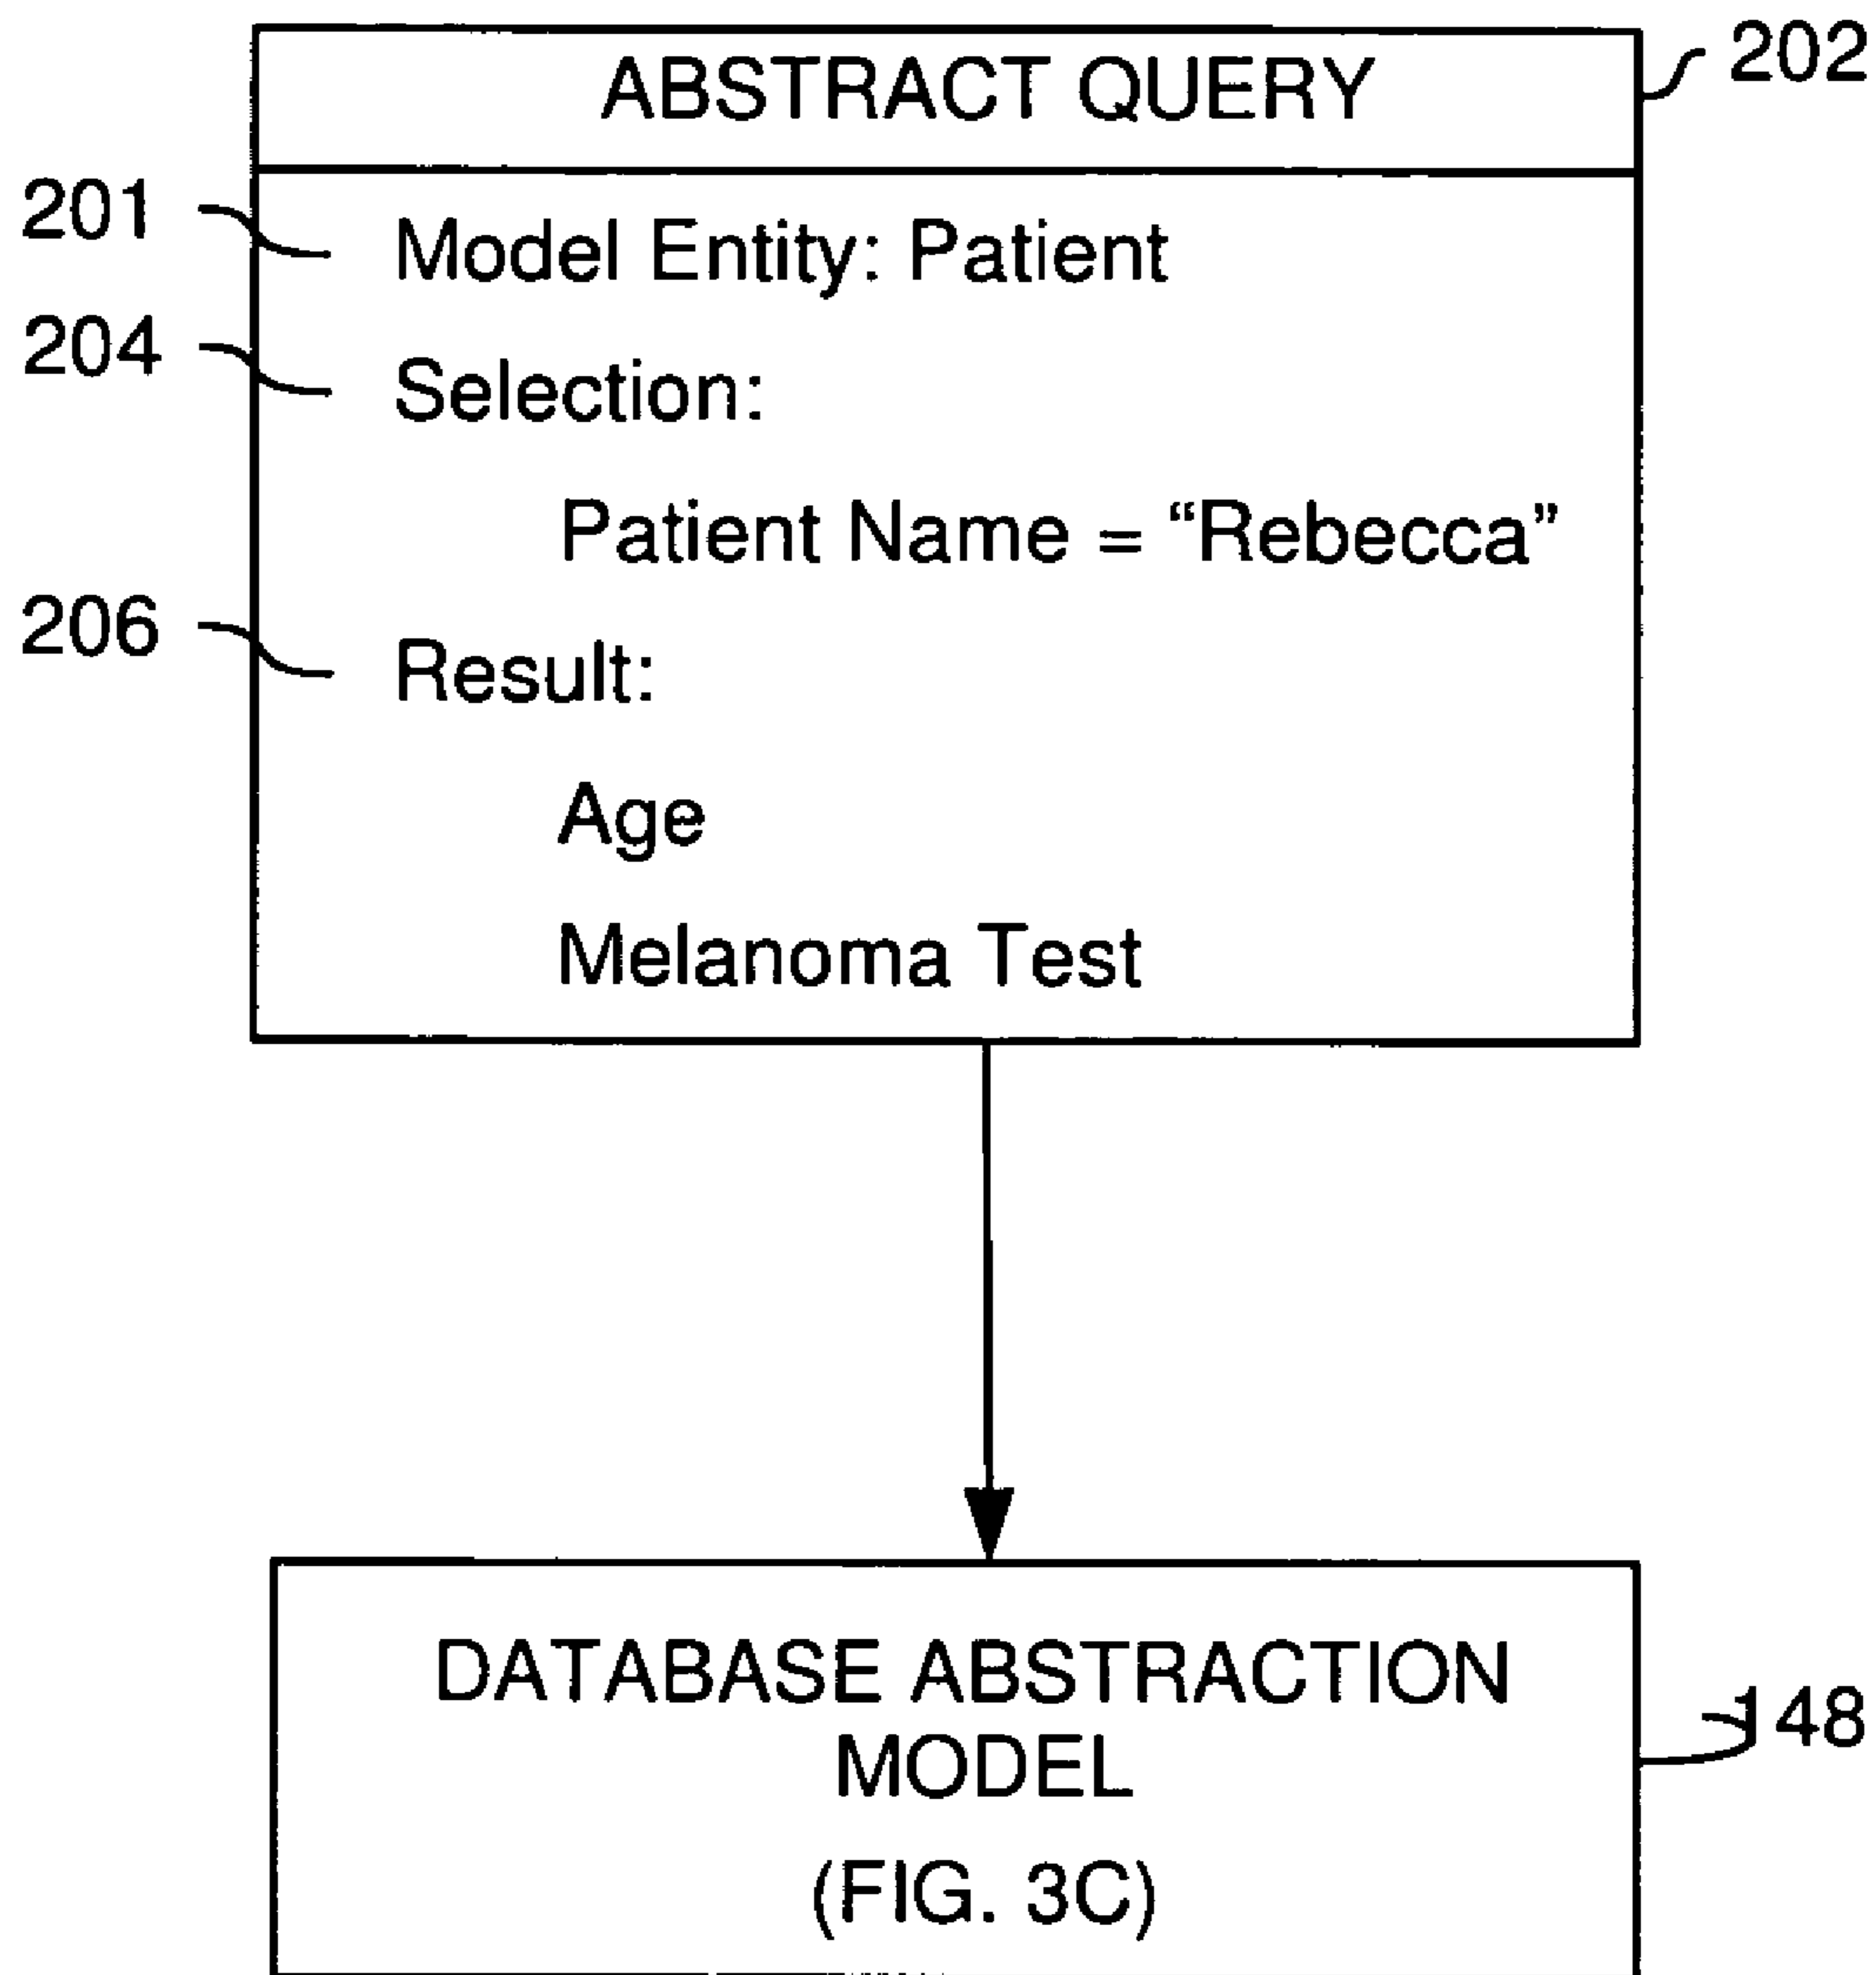 ABSTRACT QUERY
202
201
Model Entity: Patient
204
Selection:
Patient Name = “Rebecca”
206
Result:
Age
Melanoma Test
DATABASE ABSTRACTION
MODEL
148
(FIG. 3C)